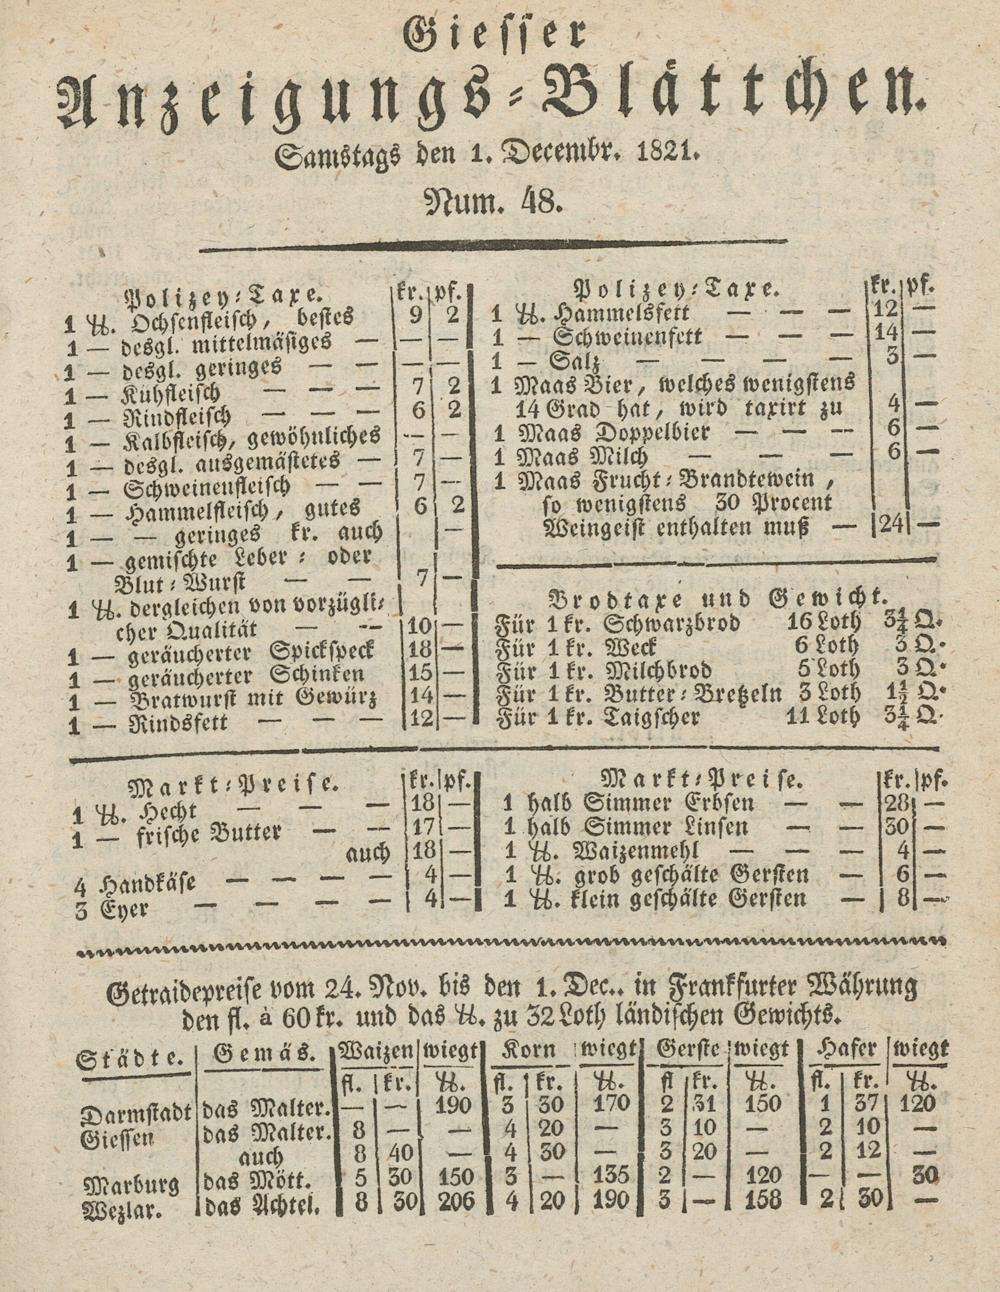 Giesser
Anzeigungs-Blättchen.
Samstags den 1. Decembr. 1821.
Num. 48.
Polizey-Taxe. kr. pf.
1 ℔. Ochsenfleisch, bestes 9 2
1 — desgl. mittelmäsiges — — —
1 — desgl. geringes — — — —
1 — Kuhfleisch — — — 7 2
1 — Rindfleisch — — — 6 2
1 — Kalbfleisch, gewöhnliches — —
1 — desgl. ausgemästetes — 7 —
1 — Schweinenfleisch — — 7 —
1 — Hammelfleisch, gutes 6 2
1 — — geringes kr. auch —
1 — gemischte Leber- oder
Blut-Wurst — — 7 —
1 ℔. dergleichen von vorzügli-
cher Qualität — — 10 —
1 — geräucherter Spickspeck 18 —
1 — geräucherter Schinken 15 —
1 — Bratwurst mit Gewürz 14 —
1 — Rindsfett — — — 12 —
Polizey-Taxe. kr. pf.
1 ℔. Hammelsfett — — — 12 —
1 — Schweinenfett — — — 14 —
1 — Salz — — — — 3 —
1 Maas Bier, welches wenigstens
14 Grad hat, wird taxirt zu 4 —
1 Maas Doppelbier — — — 6 —
1 Maas Milch — — — 6 —
1 Maas Frucht-Brandtewein,
so wenigstens 30 Procent
Weingeist enthalten muß — 24 —
Brodtaxe und Gewicht.
Für 1 kr. Schwarzbrod 16 Loth 3¼ Q.
Für 1 kr. Weck 6 Loth 3 Q.
Für 1 kr. Milchbrod 5 Loth 3 Q.
Für 1 kr. Butter-Bretzeln 3 Loth 1½ Q.
Für 1 kr. Taigscher 11 Loth 3¼ Q.
Markt-Preise. kr. pf.
1 ℔. Hecht — — — 18 —
1 — frische Butter — — 17 —
auch 18 —
4 Handkäse — — — — 4 —
3 Eyer — — — — 4 —
Markt-Preise. kr. pf.
1 halb Simmer Erbsen — — 28 —
1 halb Simmer Linsen — — 30 —
1 ℔. Waizenmehl — — 4 —
1 ℔. grob geschälte Gersten — 6 —
1 ℔. klein geschälte Gersten — 8 —
Getraidepreise vom 24. Nov. bis den 1. Dec.. in Frankfurter Währung
den fl. à 60 kr. und das ℔. zu 32 Loth ländischen Gewichts.
Städte. Gemäs. Waizen wiegt Korn wiegt Gerste wiegt Hafer wiegt
fl. kr. ℔. fl. kr. ℔. fl kr. ℔. fl. kr. ℔.
Darmstadt das Malter. — — 190 3 30 170 2 31 150 1 37 120
Giessen das Malter. 8 — — 4 20 — 3 10 — 2 10 —
auch 8 40 — 4 30 — 3 20 — 2 12 —
Marburg das Mött. 5 30 150 3 — 135 2 — 120 — — 30
Wezlar. das Achtel. 8 30 206 4 20 190 3 — 158 2 30 —